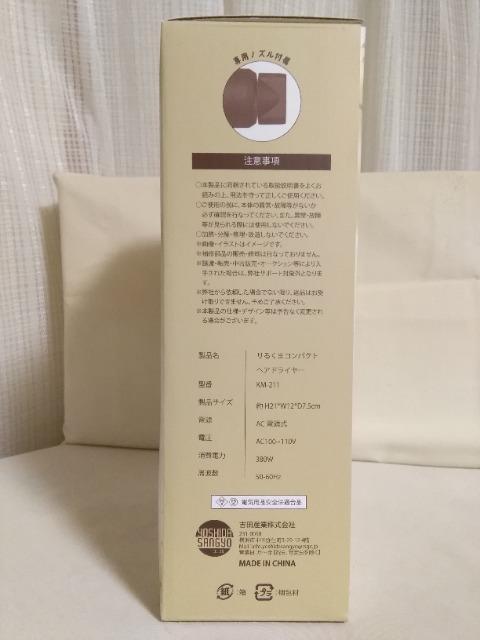 専用ノズル付属
注意事項
○本製品に同梱されている取扱説明書をよくお
読みの上、用法を守って正しくご使用ください。
○ご使用の前に、本体の損傷・故障等がないか
必ず確認を行なってください。また、異常・故障
等が見られる際には使用しないでください。
○加熱・分解・修理・改造しないでください。
※画像・イラストはイメージです。
※補修部品の販売・修理は行なっておりません。
※譲渡・転売・中古販売・オークション等により入
手された場合は、弊社サポート対象外となりま
す。
※弊社から依頼した場合でない限り、返品はお受
け取りできません。予めご了承ください。
※本製品の仕様・デザイン等は予告なく変更され
る場合がございます。
製品名 りるくまコンパクト
ヘアドライヤー
型番 KM-211
製品サイズ 約H21*W12*D7.5cm
電源 AC電源式
電圧 AC100~110V
消費電力 380W
周波数 50-60Hz
電気用品安全法適合品
YOSHIDA
SANGYO
吉田産業株式会社
MADE IN CHINA
紙 :箱 プラ :梱包材